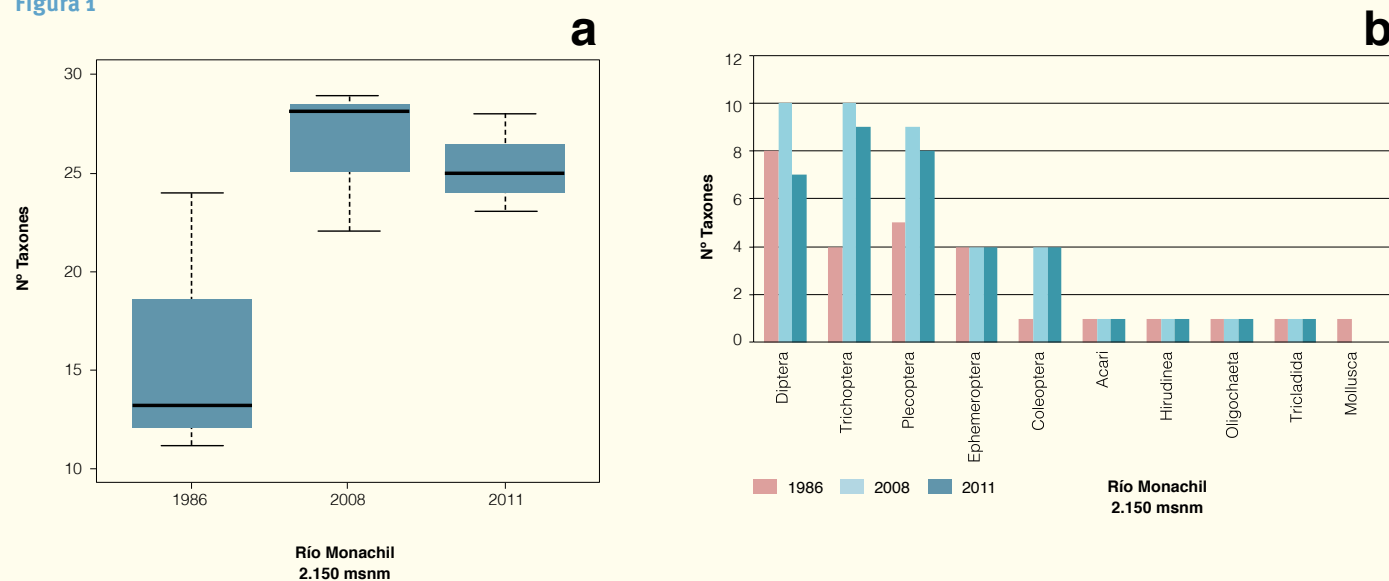 Figura 1
a
30
25
20
15
10
Nº Taxones
1986 2008 2011
Río Monachil
2.150 msnm
b
12
10
8
6
4
2
0
Nº Taxones
Diptera
Trichoptera
Plecoptera
Ephemeroptera
Coleoptera
Acari
Hirudinea
Oligochaeta
Tricladida
Mollusca
1986 2008 2011
Río Monachil
2.150 msnm